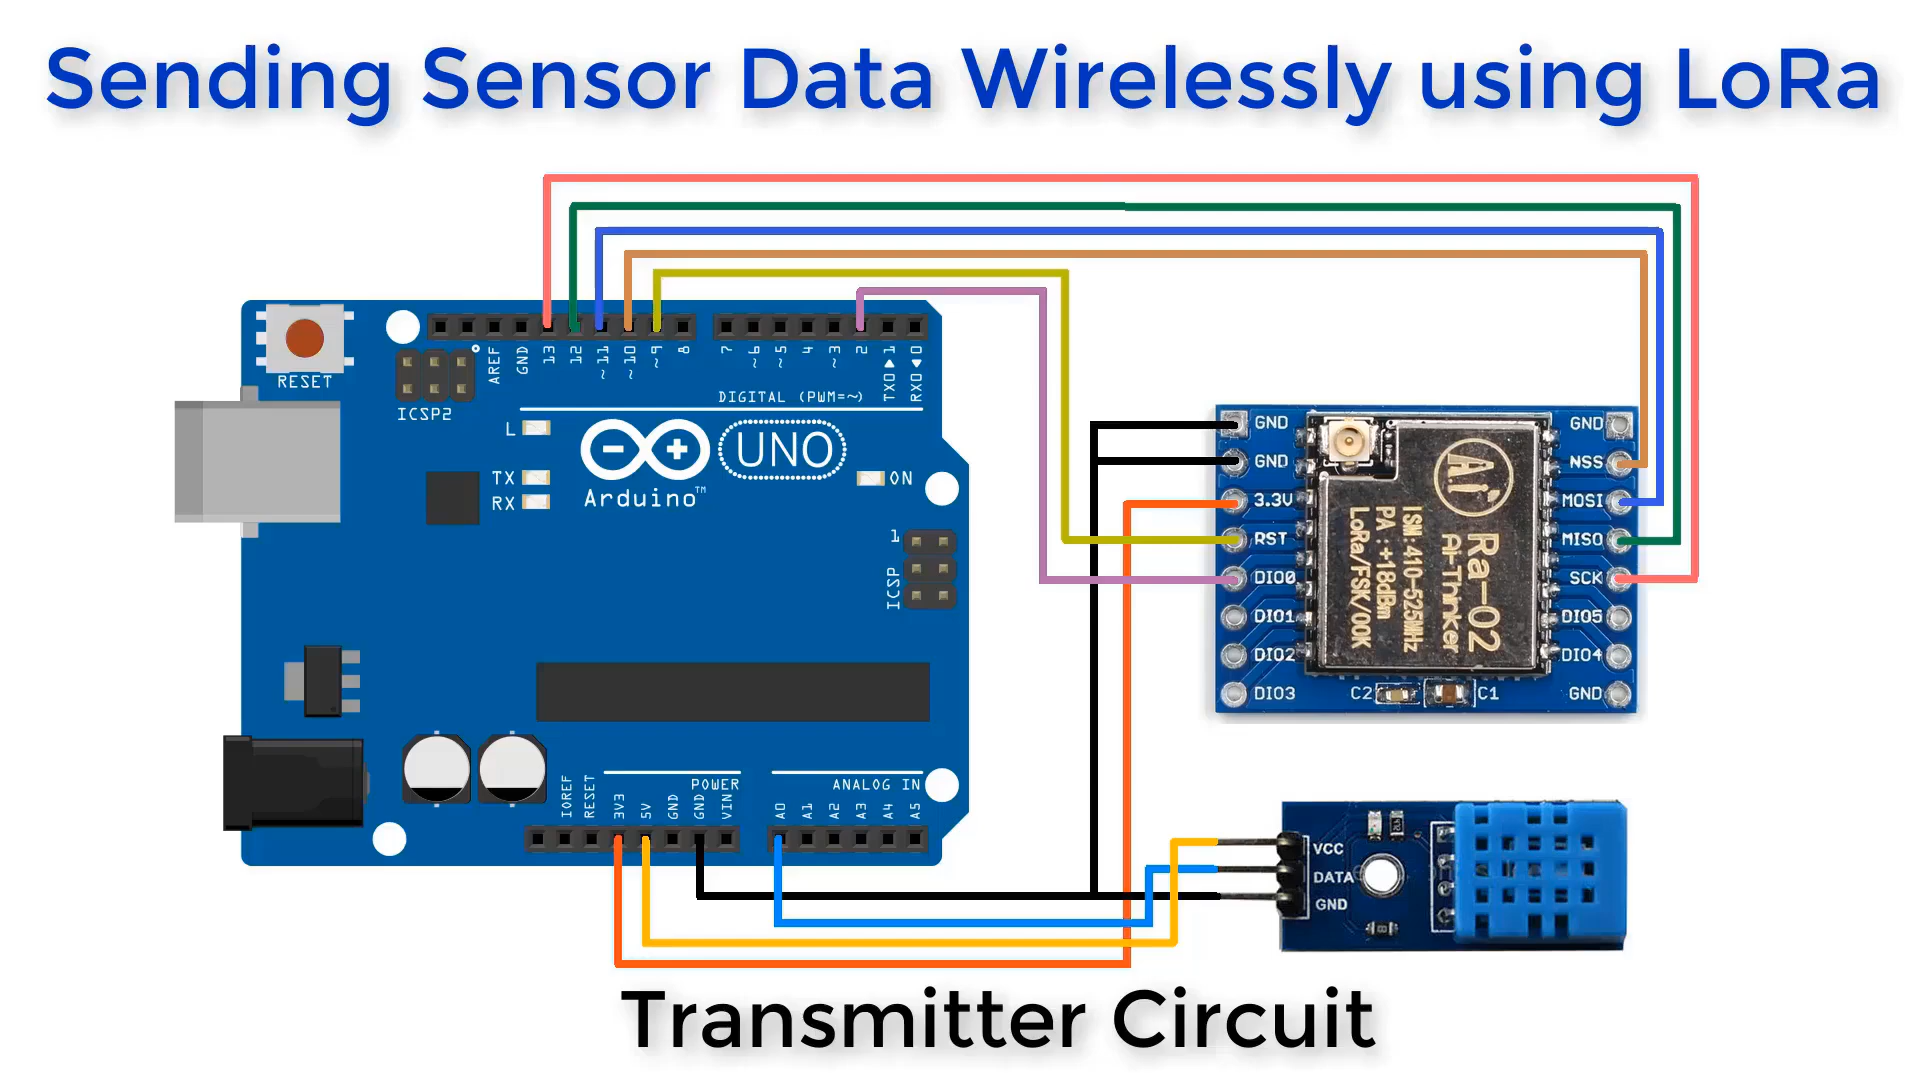 Sending Sensor Data Wirelessly using LoRa
RESET
ICSP2
AREF
GND
13
12
~11
~10
~9
8
7
~6
~5
4
~3
2
TX0▶1
RX0◀0
DIGITAL (PWM=~)
L
TX
RX
UNO
Arduino™
ON
1
ICSP
IOREF
RESET
3V3
5V
GND
GND
VIN
POWER
ANALOG IN
A0
A1
A2
A3
A4
A5
GND
GND
3.3V
RST
DIO0
DIO1
DIO2
DIO3
GND
NSS
MOSI
MISO
SCK
DIO5
DIO4
GND
C2
C1
Ai
Ra-02
Ai-Thinker
ISM:410-525MHz
PA:+18dBm
LoRa/FSK/OOK
VCC
DATA
GND
Transmitter Circuit